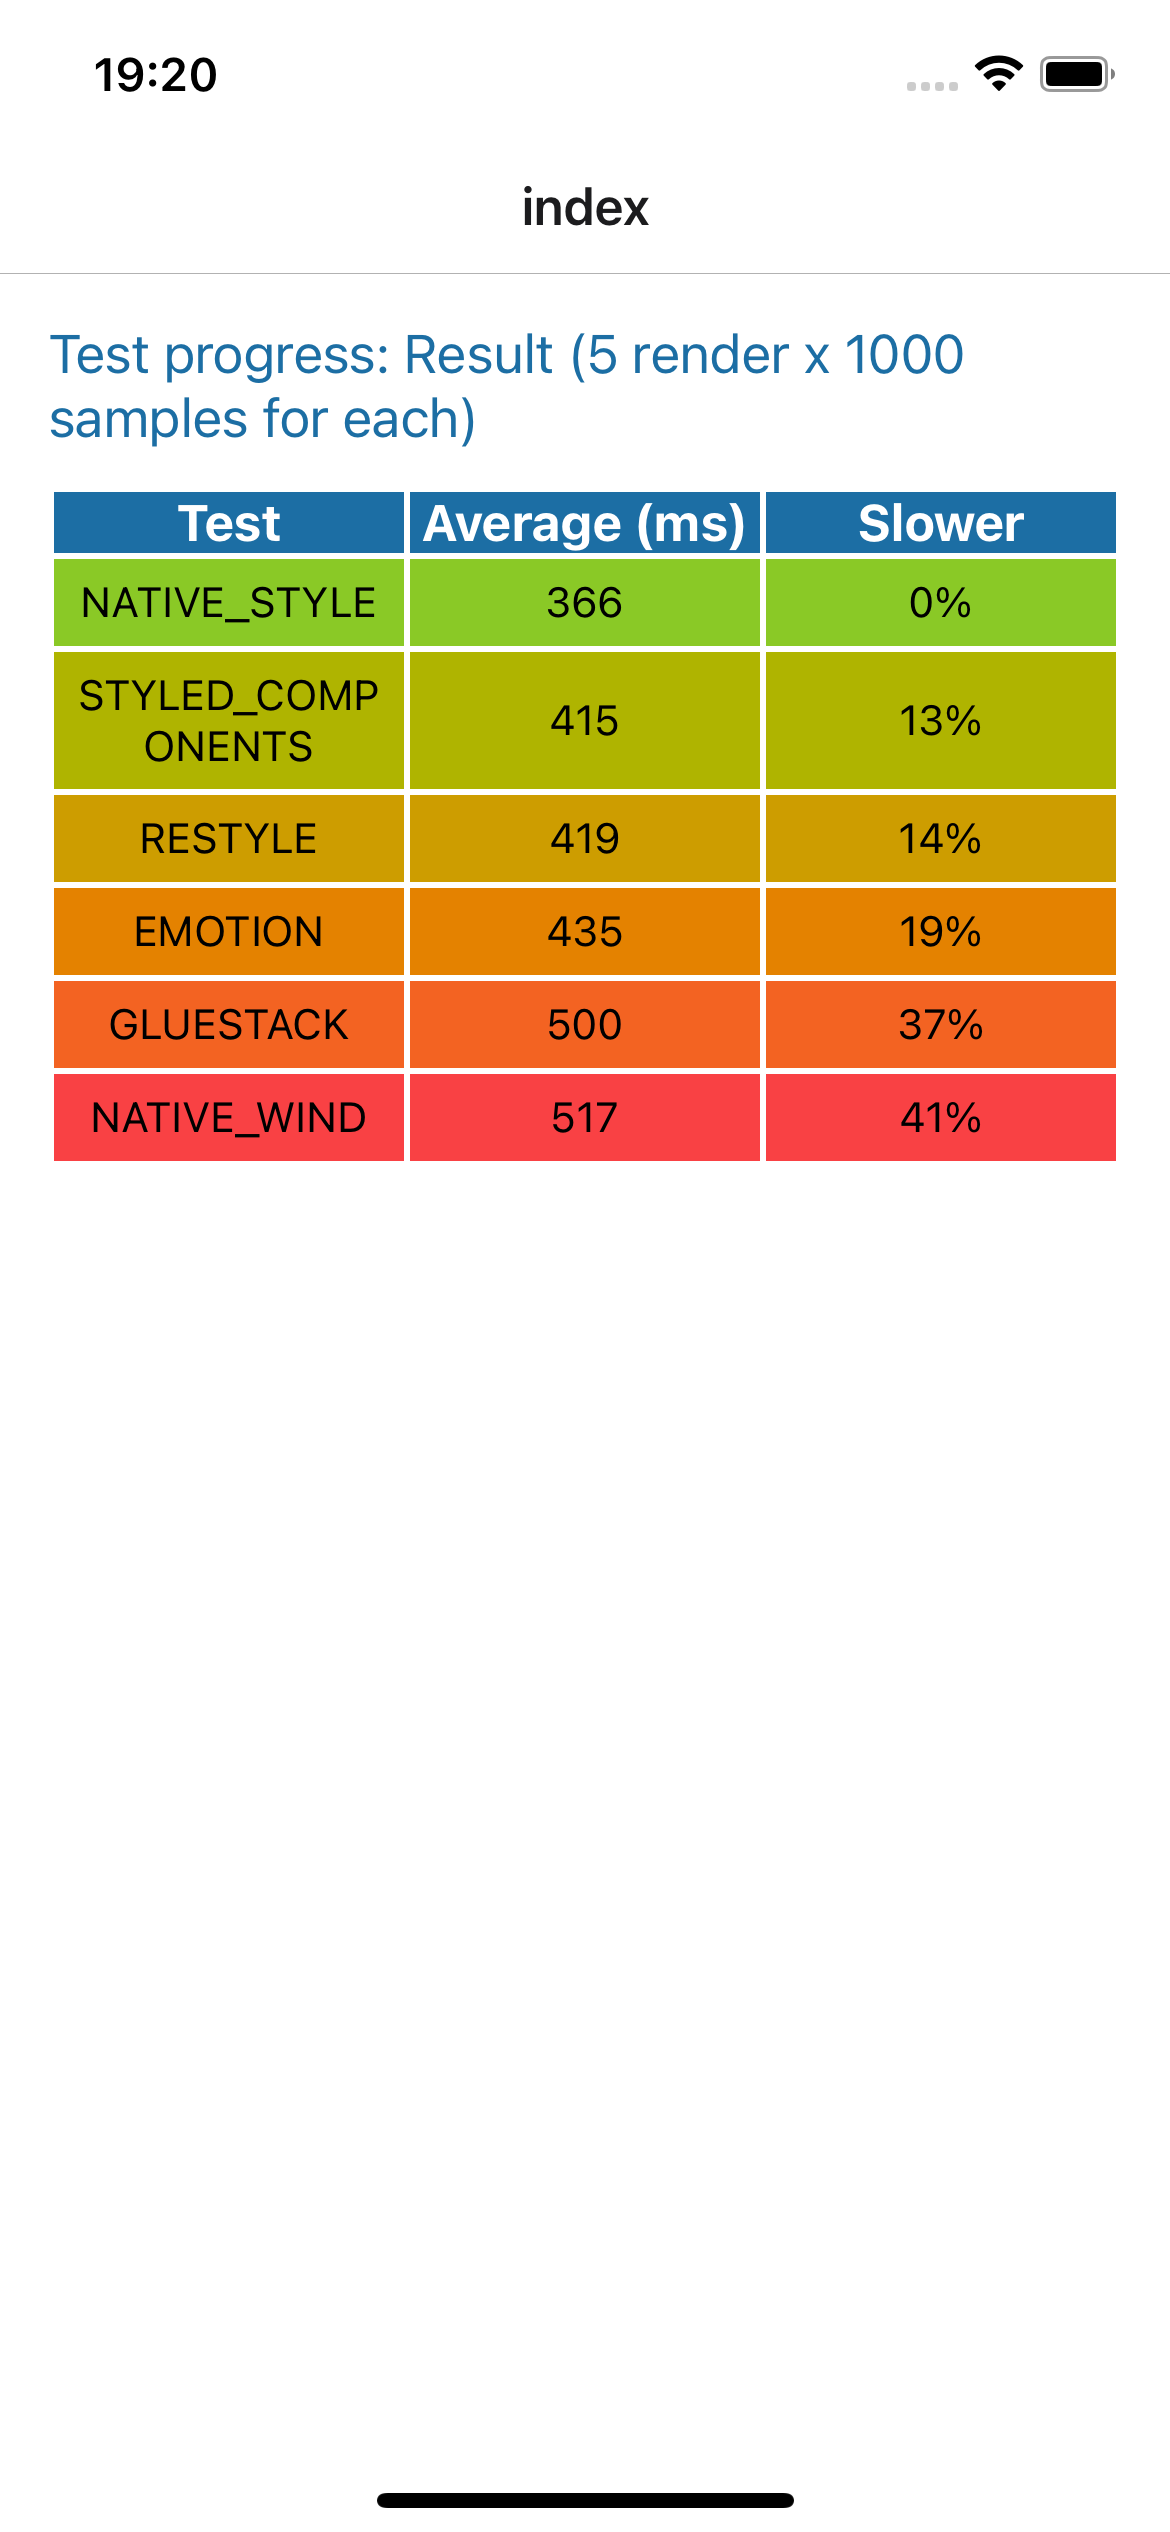 19:20
index
Test progress: Result (5 render x 1000
samples for each)
Test Average (ms) Slower
NATIVE_STYLE 366 0%
STYLED_COMP
ONENTS 415 13%
RESTYLE 419 14%
EMOTION 435 19%
GLUESTACK 500 37%
NATIVE_WIND 517 41%